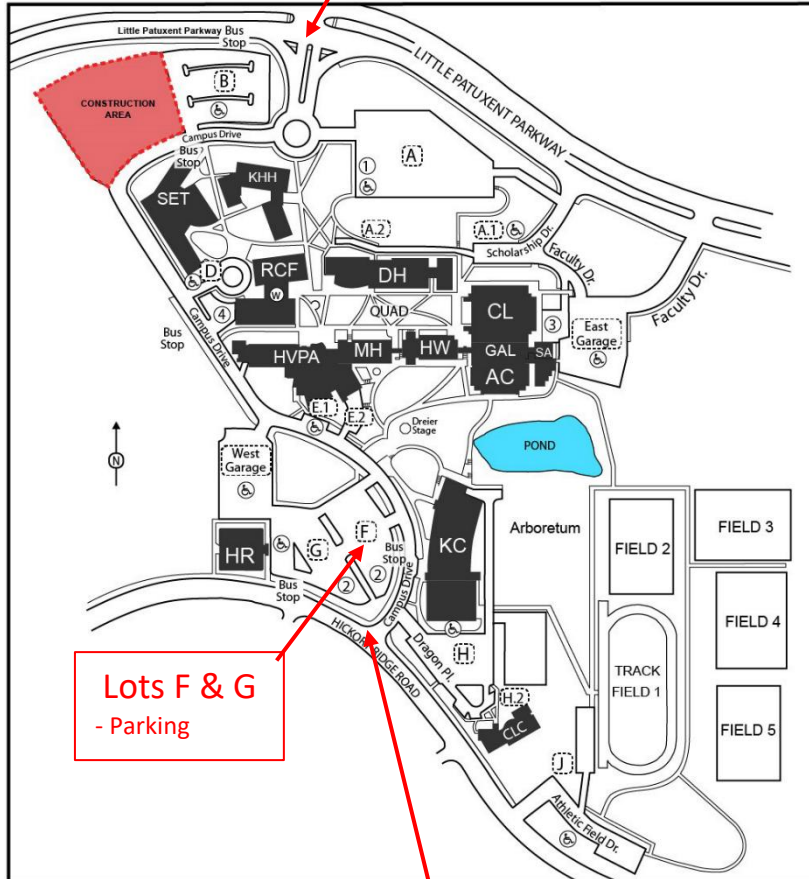 Little Patuxent Parkway
Bus
Stop
LITTLE PATUXENT PARKWAY
B
CONSTRUCTION
AREA
Campus Drive
Bus
Stop
A
1
KHH
SET
A.2
A.1
Scholarship Dr.
Faculty Dr.
Faculty Dr.
D
RCF
W
DH
QUAD
CL
4
3
East
Garage
Bus
Stop
Campus Drive
HVPA
MH
HW
GAL
SA
AC
E.1
E.2
Dreier
Stage
POND
N
West
Garage
F
G
KC
Arboretum
FIELD 2
FIELD 3
HR
Bus
Stop
Bus
Stop
2
2
Campus Drive
FIELD 4
HICKORY RIDGE ROAD
Dragon Pl.
H
H.2
CLC
TRACK
FIELD 1
FIELD 5
J
Athletic Field Dr.
Lots F & G
- Parking